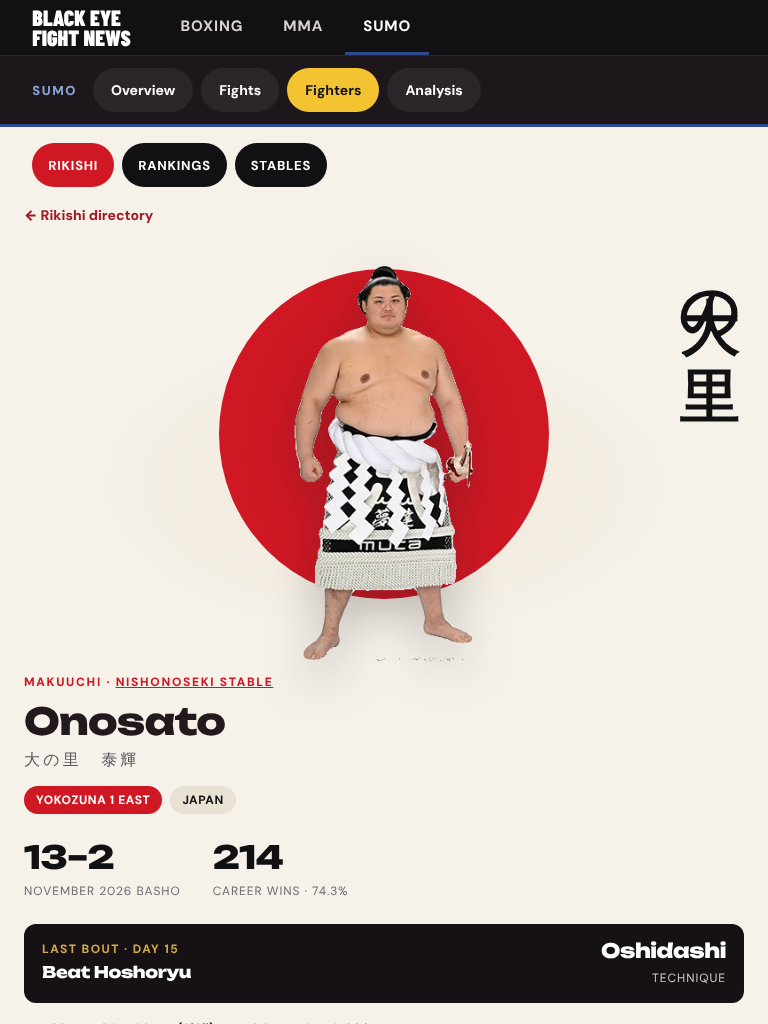 BLACK EYE
FIGHT NEWS
BOXING
MMA
SUMO
SUMO
Overview
Fights
Fighters
Analysis
RIKISHI
RANKINGS
STABLES
← Rikishi directory
里
muta
MAKUUCHI · NISHONOSEKI STABLE
Onosato
大の里 泰輝
YOKOZUNA 1 EAST
JAPAN
13–2
NOVEMBER 2026 BASHO
214
CAREER WINS · 74.3%
LAST BOUT · DAY 15
Beat Hoshoryu
Oshidashi
TECHNIQUE